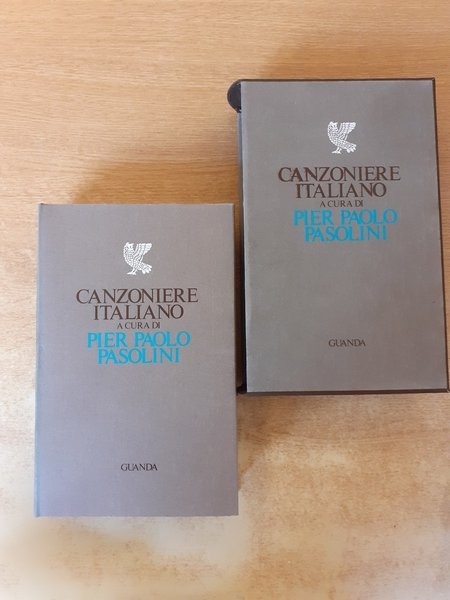 CANZONIERE
ITALIANO
A CURA DI
PIER PAOLO
PASOLINI
GUANDA
CANZONIERE
ITALIANO
A CURA DI
PIER PAOLO
PASOLINI
GUANDA